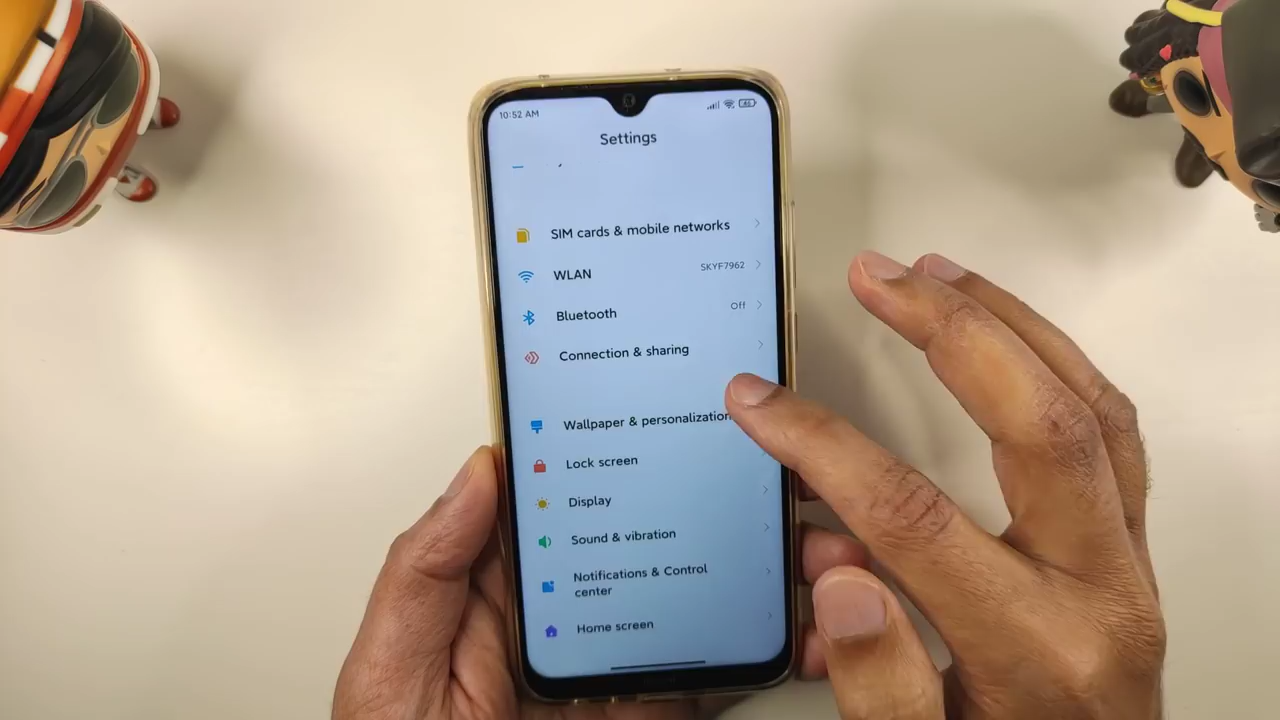 10:52 AM
46
Settings
SIM cards & mobile networks
WLAN SKYF7962
Bluetooth Off
Connection & sharing
Wallpaper & personalization
Lock screen
Display
Sound & vibration
Notifications & Control
center
Home screen